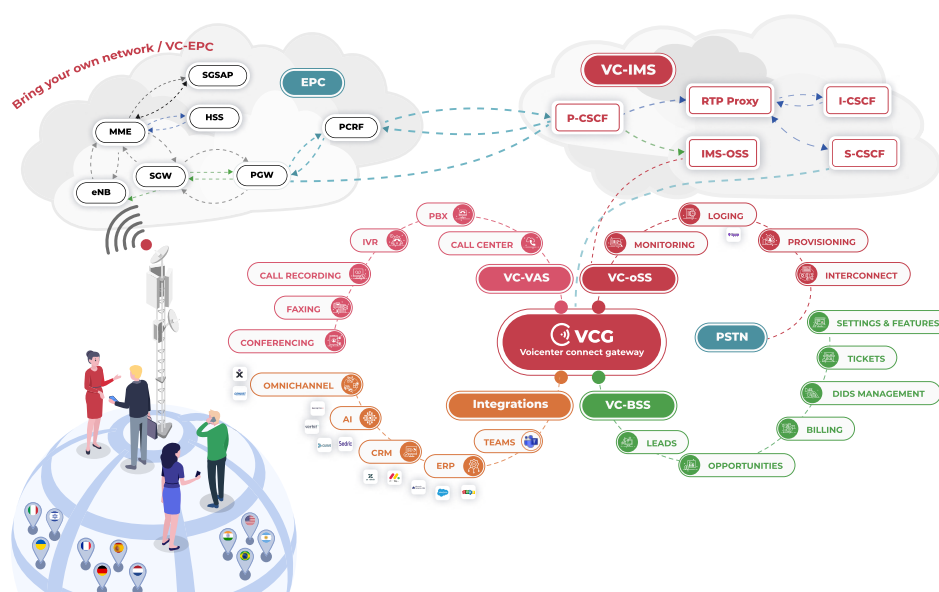 Bring your own network / VC-EPC
SGSAP
EPC
HSS
MME
PCRF
SGW
PGW
eNB
VC-IMS
P-CSCF
RTP Proxy
I-CSCF
IMS-OSS
S-CSCF
PBX
IVR
CALL CENTER
CALL RECORDING
VC-VAS
FAXING
CONFERENCING
LOGING
MONITORING
PROVISIONING
VC-oSS
INTERCONNECT
VCG
Voicenter connect gateway
PSTN
SETTINGS & FEATURES
TICKETS
DIDS MANAGEMENT
BILLING
VC-BSS
LEADS
OPPORTUNITIES
Integrations
OMNICHANNEL
AI
Sedric
CRM
TEAMS
ERP